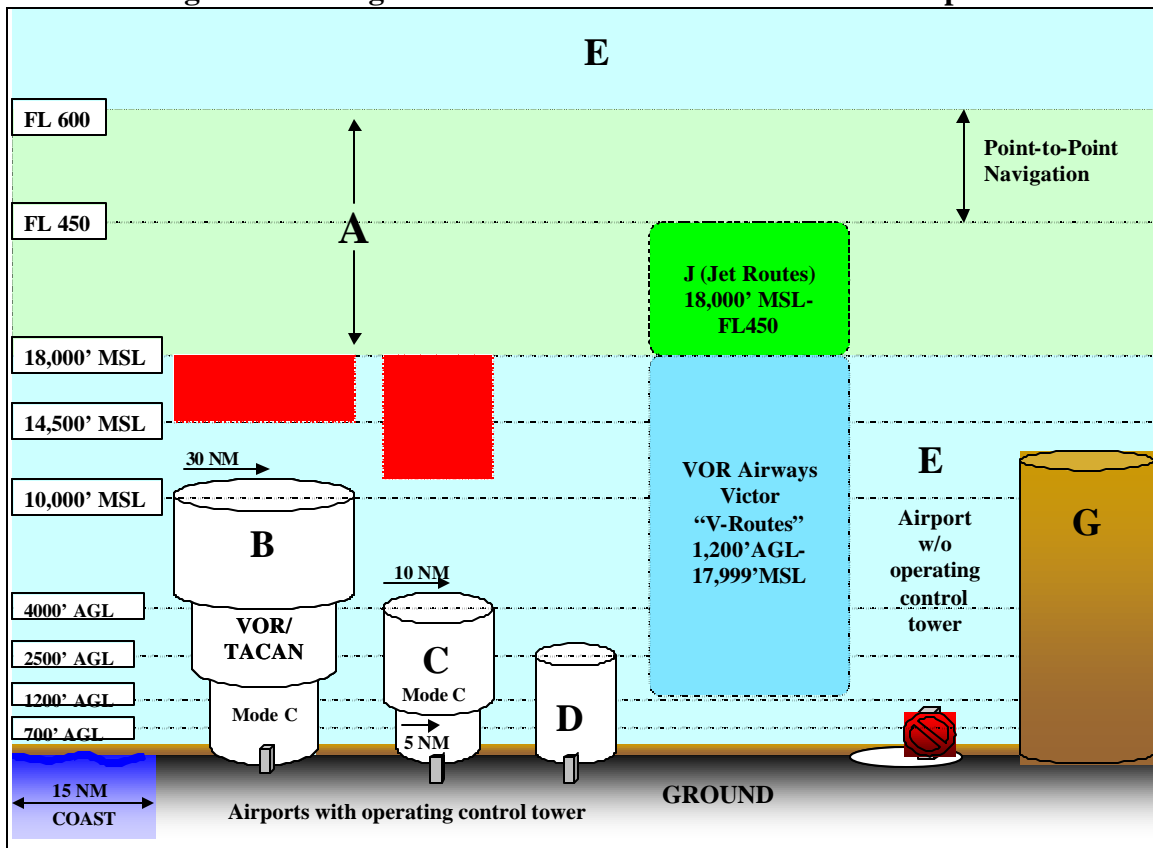 E
FL 600
Point-to-Point
Navigation
FL 450
A
J (Jet Routes)
18,000’ MSL-
FL450
18,000’ MSL
14,500’ MSL
30 NM
10,000’ MSL
B
VOR/
TACAN
Mode C
10 NM
C
Mode C
5 NM
D
VOR Airways
Victor
“V-Routes”
1,200’AGL-
17,999’MSL
E
Airport
w/o
operating
control
tower
G
4000’ AGL
2500’ AGL
1200’ AGL
700’ AGL
15 NM
COAST
Airports with operating control tower
GROUND